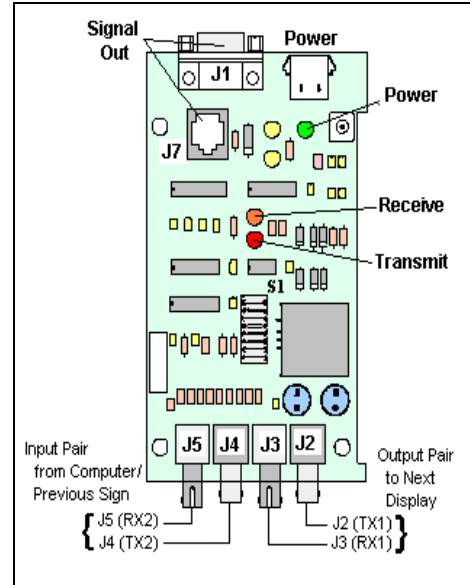 Signal
Out
Power
J1
Power
J7
Receive
Transmit
S1
J5
J4
J3
J2
Input Pair
from Computer/
Previous Sign
Output Pair
to Next
Display
J5 (RX2)
J4 (TX2)
J2 (TX1)
J3 (RX1)